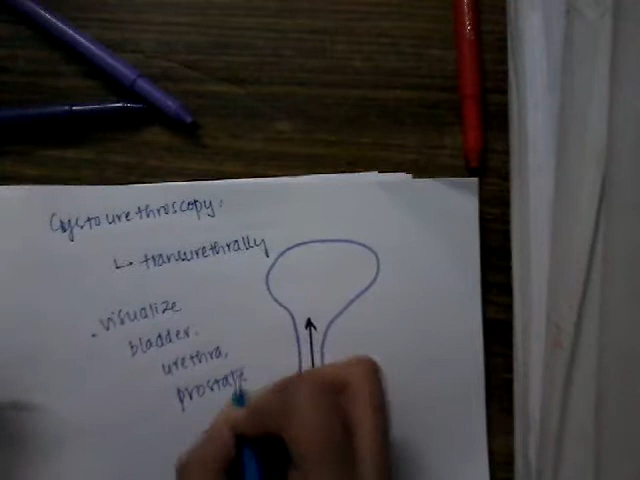 Cystourethroscopy.
↳ transurethrally
- visualize
bladder.
urethra,
prostate